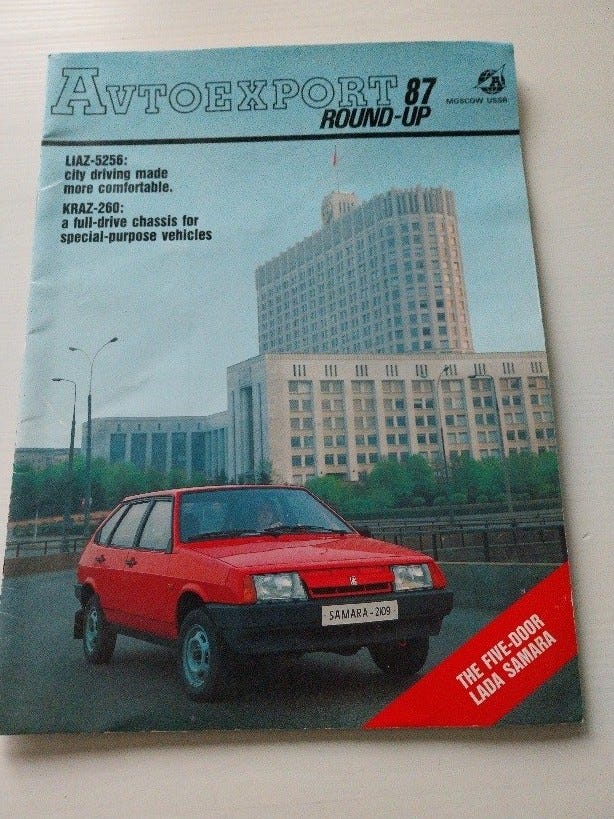 AVTOEXPORT 87
ROUND-UP
MOSCOW USSR
LIAZ-5256:
city driving made
more comfortable.
KRAZ-260:
a full-drive chassis for
special-purpose vehicles
SAMARA-2109
THE FIVE-DOOR
LADA SAMARA